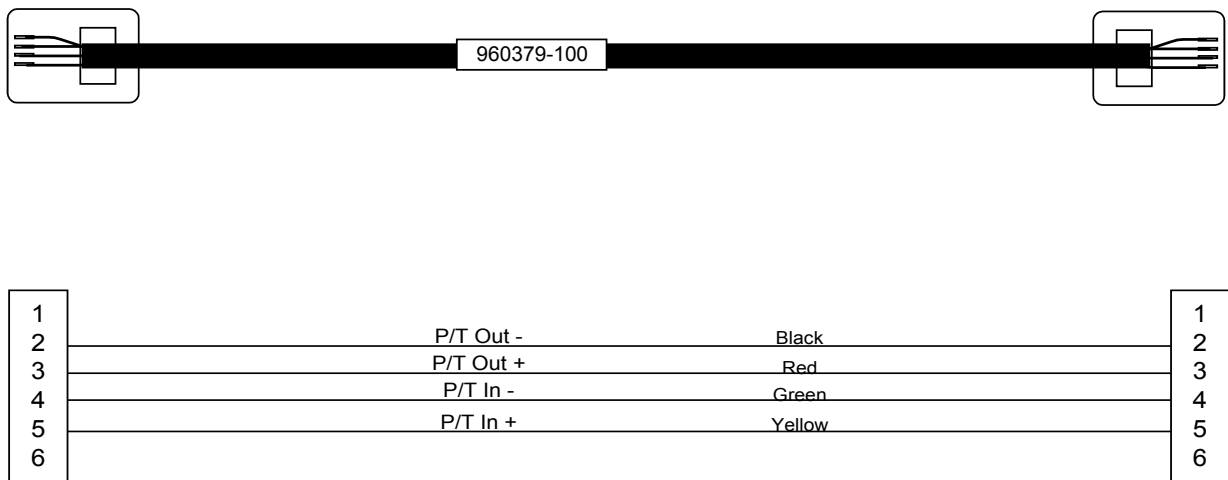 960379-100
1 1
2 P/T Out - Black 2
3 P/T Out + Red 3
4 P/T In - Green 4
5 P/T In + Yellow 5
6 6